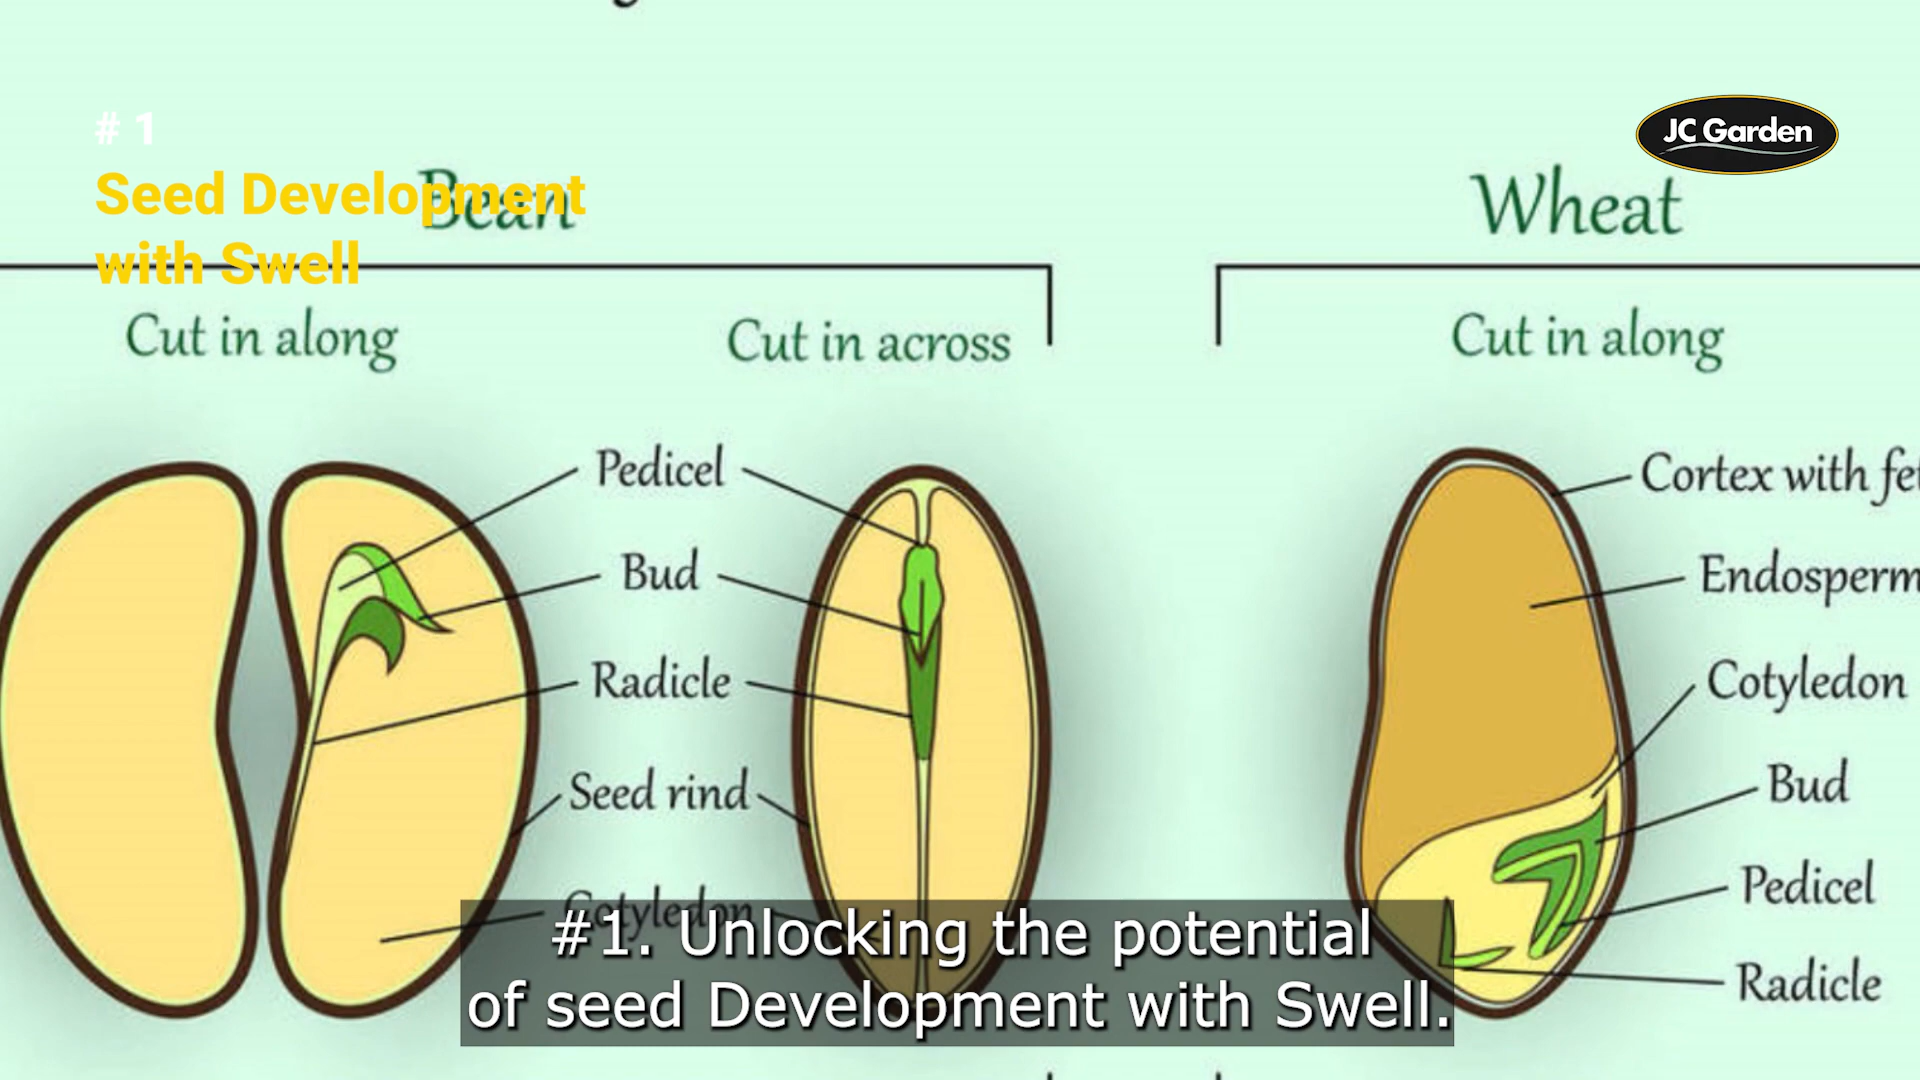 # 1
JC Garden
Seed Development
with Swell
Bean
Wheat
Cut in along
Cut in across
Cut in along
Pedicel
Bud
Radicle
Seed rind
Cotyledon
Cortex with
Endosperm
Cotyledon
Bud
Pedicel
Radicle
#1. Unlocking the potential
of seed Development with Swell.